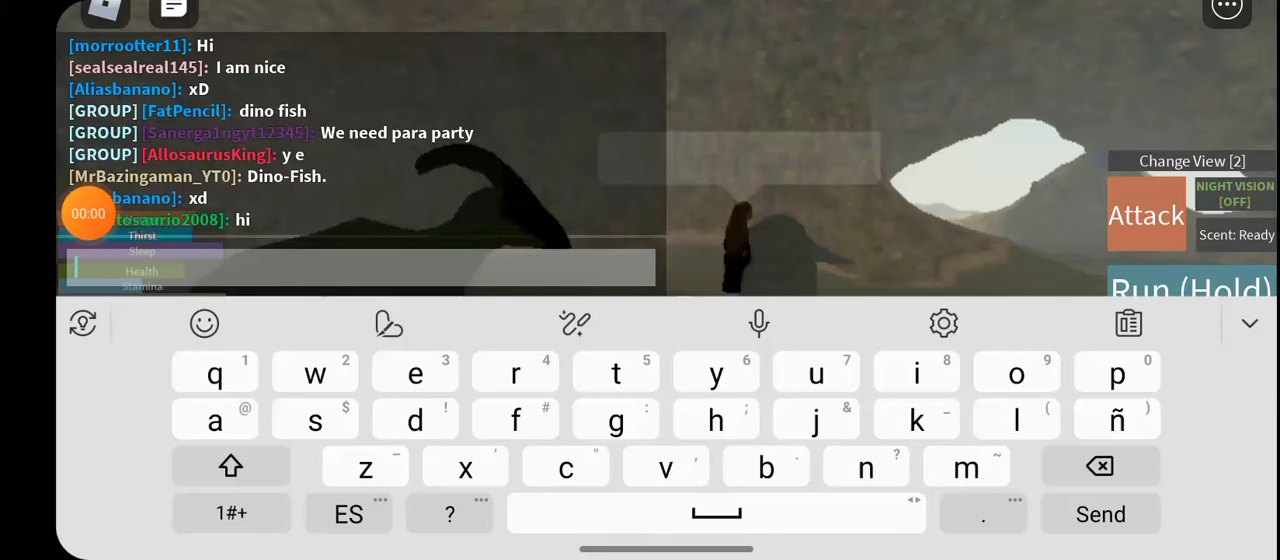 [morrootter11]: Hi
[sealsealreal145]: I am nice
[Aliasbanano]: xD
[GROUP] [FatPencil]: dino fish
[GROUP] [Sanerga1ngyt12345]: We need para party
[GROUP] [AllosaurusKing]: y e
[MrBazingaman_YT0]: Dino-Fish.
banano]: xd
tosaurio2008]: hi
00:00
Thirst
Sleep
Health
Stamina
Change View [2]
Attack
NIGHT VISION
[OFF]
Scent: Ready
Run (Hold)
q 1 w 2 e 3 r 4 t 5 y 6 u 7 i 8 o 9 p 0
a @ s $ d ! f # g : h ; j & k _ l ( ñ )
z - x ' c " v , b . n ? m ~
1#+ ES ? . Send